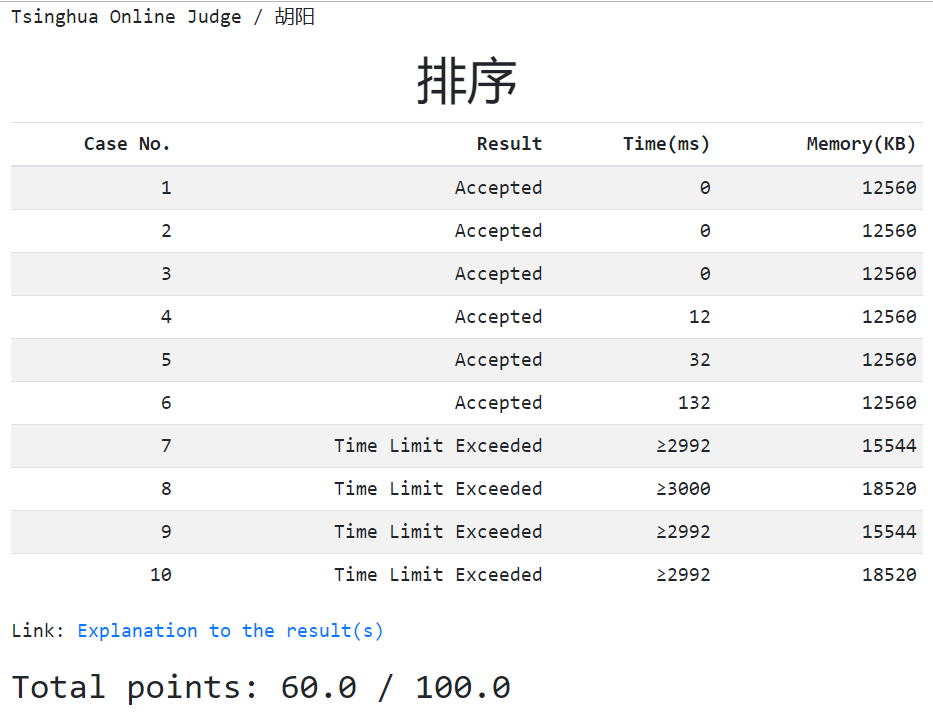 Tsinghua Online Judge / 胡阳
排序
Case No. Result Time(ms) Memory(KB)
1 Accepted 0 12560
2 Accepted 0 12560
3 Accepted 0 12560
4 Accepted 12 12560
5 Accepted 32 12560
6 Accepted 132 12560
7 Time Limit Exceeded ≥2992 15544
8 Time Limit Exceeded ≥3000 18520
9 Time Limit Exceeded ≥2992 15544
10 Time Limit Exceeded ≥2992 18520
Link: Explanation to the result(s)
Total points: 60.0 / 100.0